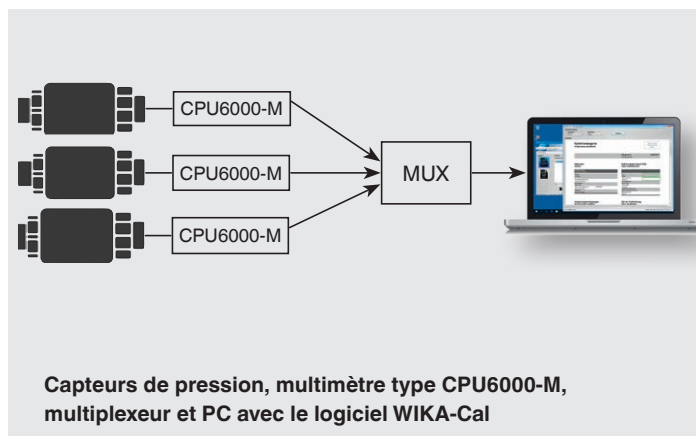 CPU6000-M
CPU6000-M
MUX
CPU6000-M
Capteurs de pression, multimètre type CPU6000-M,
multiplexeur et PC avec le logiciel WIKA-Cal